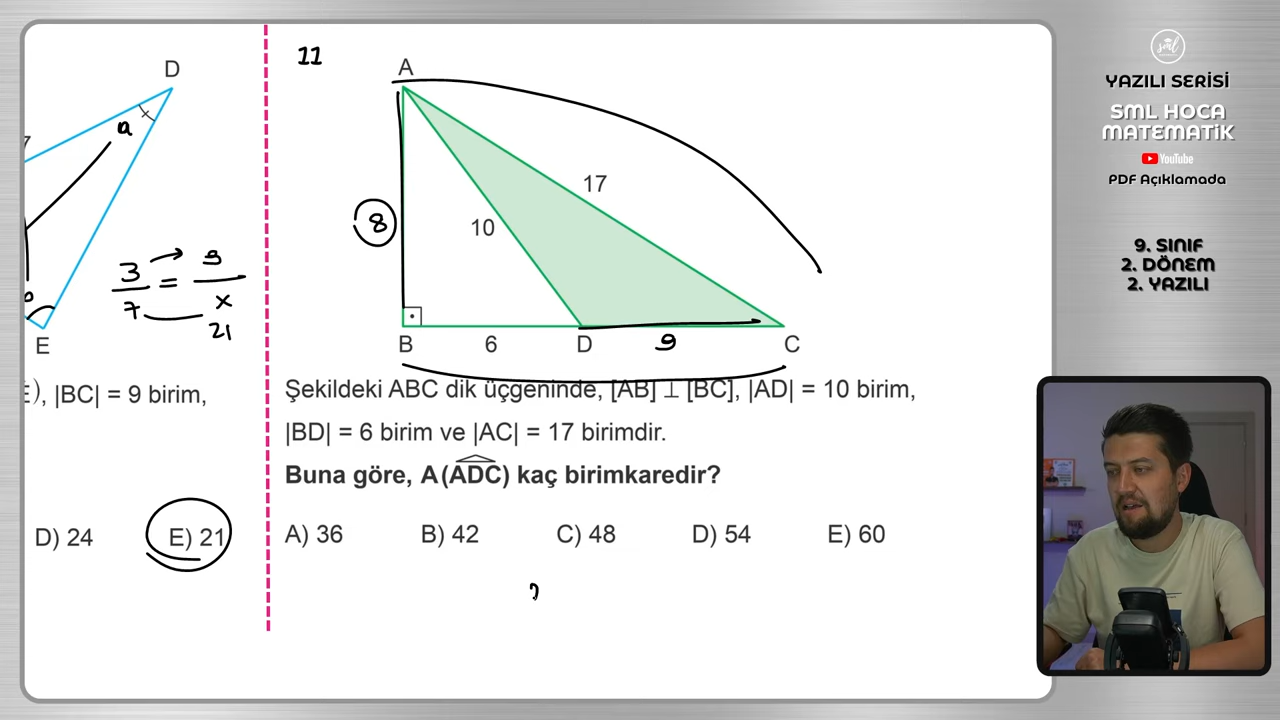 D
7
a
3/7 = 9/x
21
E
E), |BC| = 9 birim,
D) 24
E) 21
11
A
17
10
8
B
6
D
9
C
Şekildeki ABC dik üçgeninde, [AB] ⊥ [BC], |AD| = 10 birim,
|BD| = 6 birim ve |AC| = 17 birimdir.
Buna göre, A(ADC) kaç birimkaredir?
A) 36
B) 42
C) 48
D) 54
E) 60
sml
YAZILI SERİSİ
SML HOCA
MATEMATİK
YouTube
PDF Açıklamada
9. SINIF
2. DÖNEM
2. YAZILI